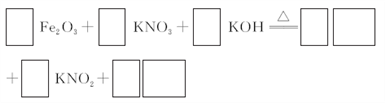 □ Fe₂O₃ + □ KNO₃ + □ KOH ≜ □ □
+ □ KNO₂ + □ □